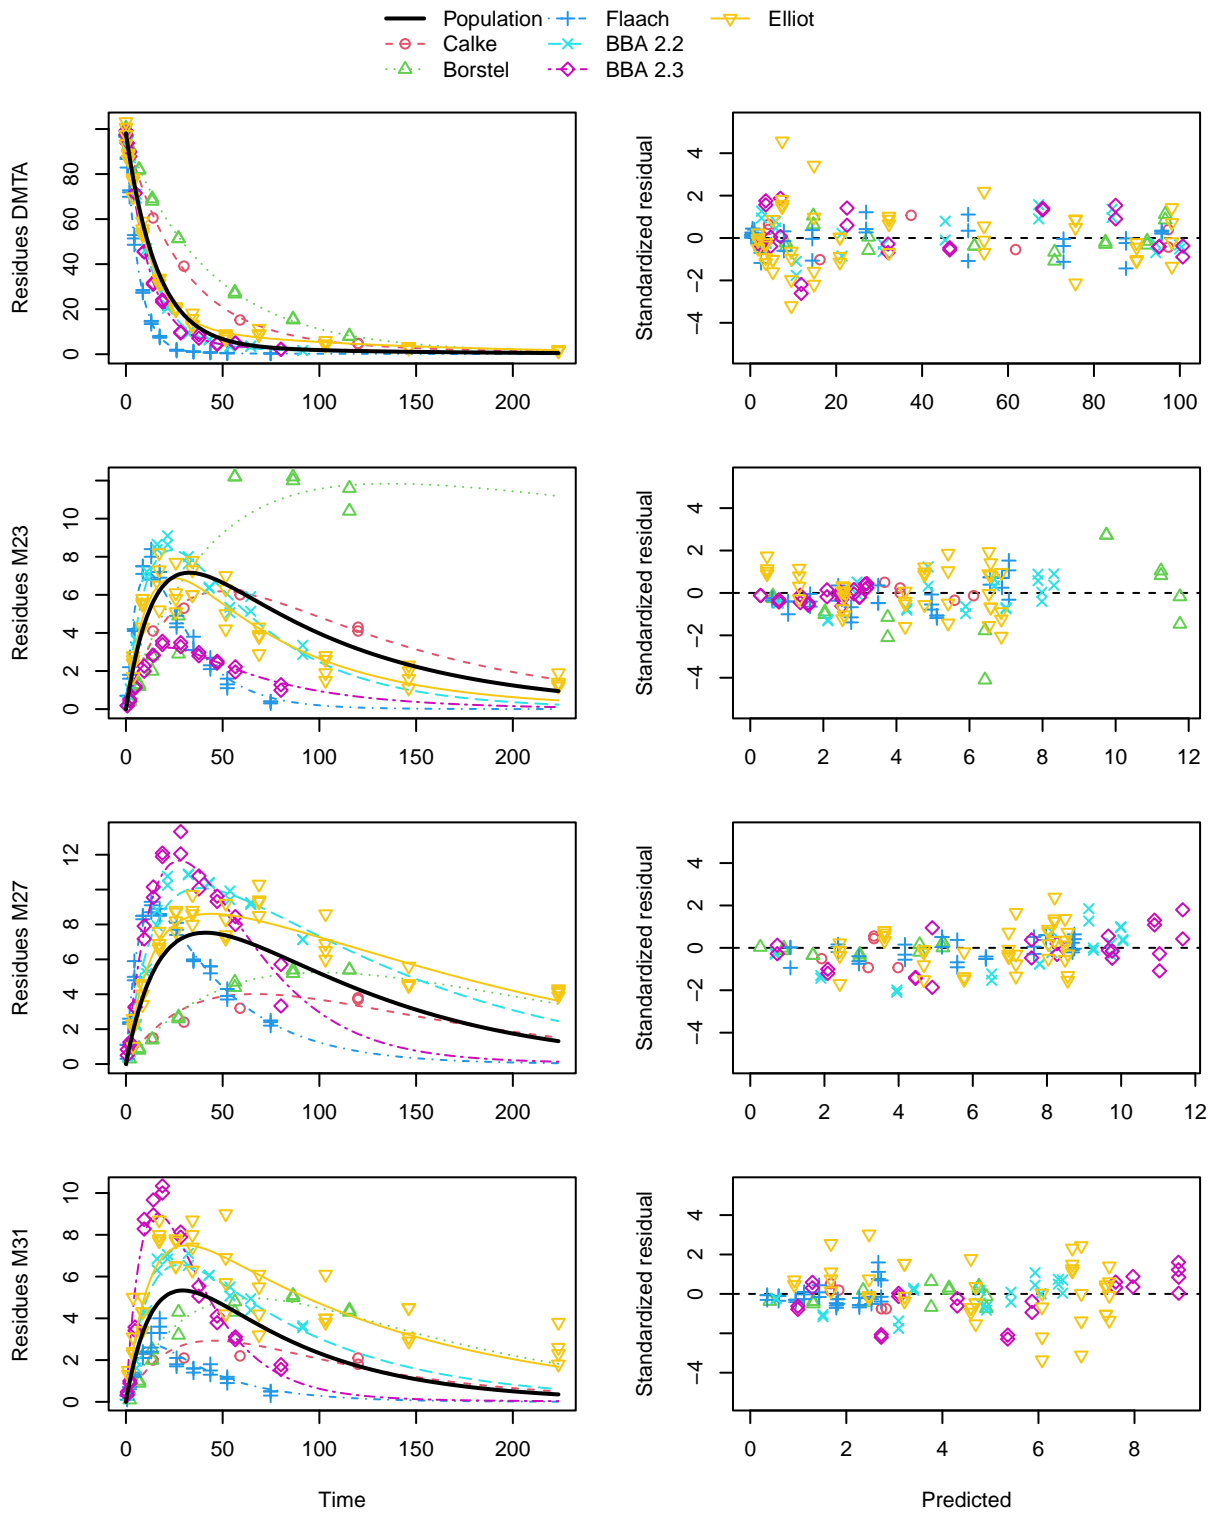 Population Flaach Elliot
Calke BBA 2.2
Borstel BBA 2.3
Residues DMTA
0 20 40 60 80
0 50 100 150 200
Standardized residual
−4 −2 0 2 4
0 20 40 60 80 100
Residues M23
0 2 4 6 8 10
0 50 100 150 200
Standardized residual
−4 −2 0 2 4
0 2 4 6 8 10 12
Residues M27
0 2 4 6 8 10 12
0 50 100 150 200
Standardized residual
−4 −2 0 2 4
0 2 4 6 8 10 12
Residues M31
0 2 4 6 8 10
0 50 100 150 200
Time
Standardized residual
−4 0 2 4
0 2 4 6 8
Predicted